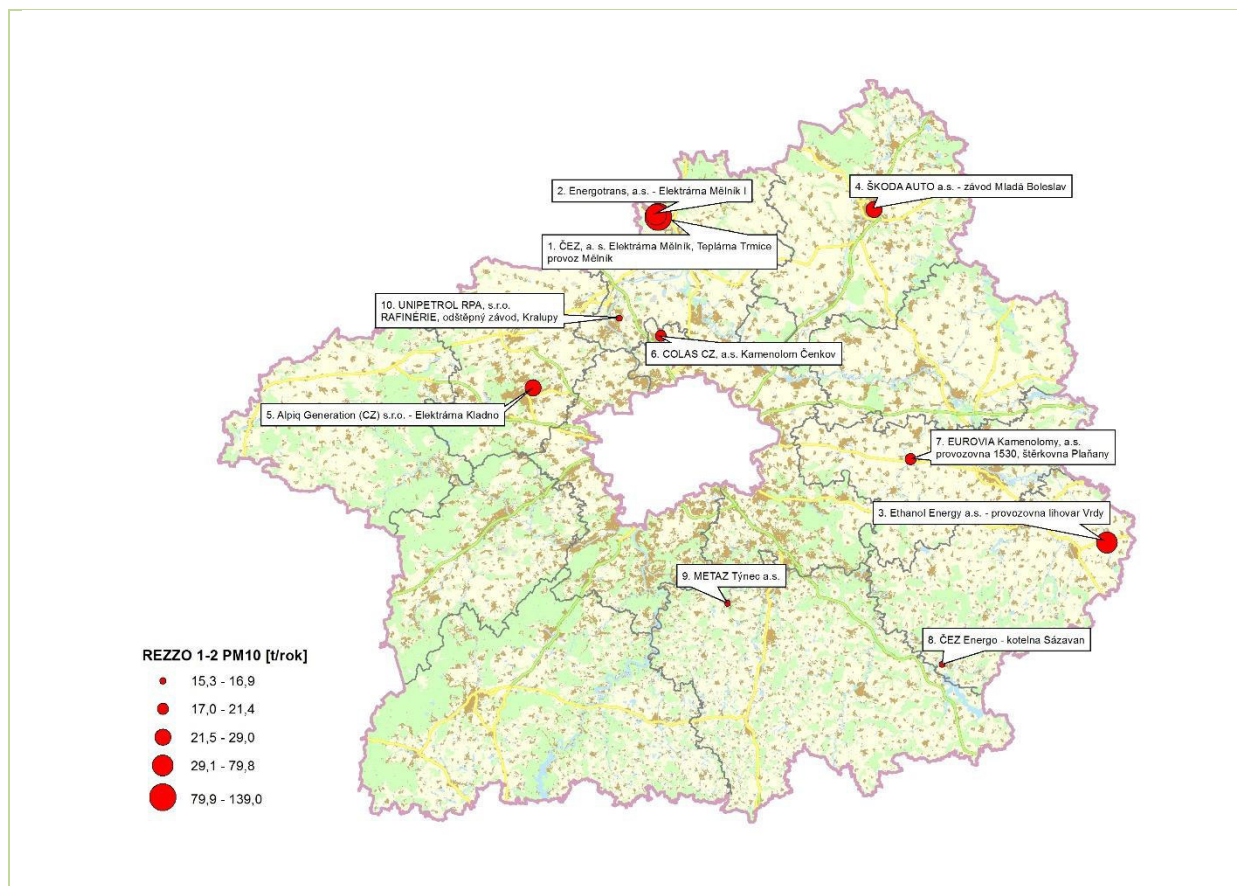 2. Energotrans, a.s. - Elektrárna Mělník I
4. ŠKODA AUTO a.s. - závod Mladá Boleslav
1. ČEZ, a. s. Elektrárna Mělník, Teplárna Trmice
provoz Mělník
10. UNIPETROL RPA, s.r.o.
RAFINÉRIE, odštěpný závod, Kralupy
6. COLAS CZ, a.s. Kamenolom Čenkov
5. Alpiq Generation (CZ) s.r.o. - Elektrárna Kladno
7. EUROVIA Kamenolomy, a.s.
provozovna 1530, štěrkovna Plaňany
3. Ethanol Energy a.s. - provozovna lihovar Vrdy
9. METAZ Týnec a.s.
8. ČEZ Energo - kotelna Sázavan
REZZO 1-2 PM10 [t/rok]
15,3 - 16,9
17,0 - 21,4
21,5 - 29,0
29,1 - 79,8
79,9 - 139,0